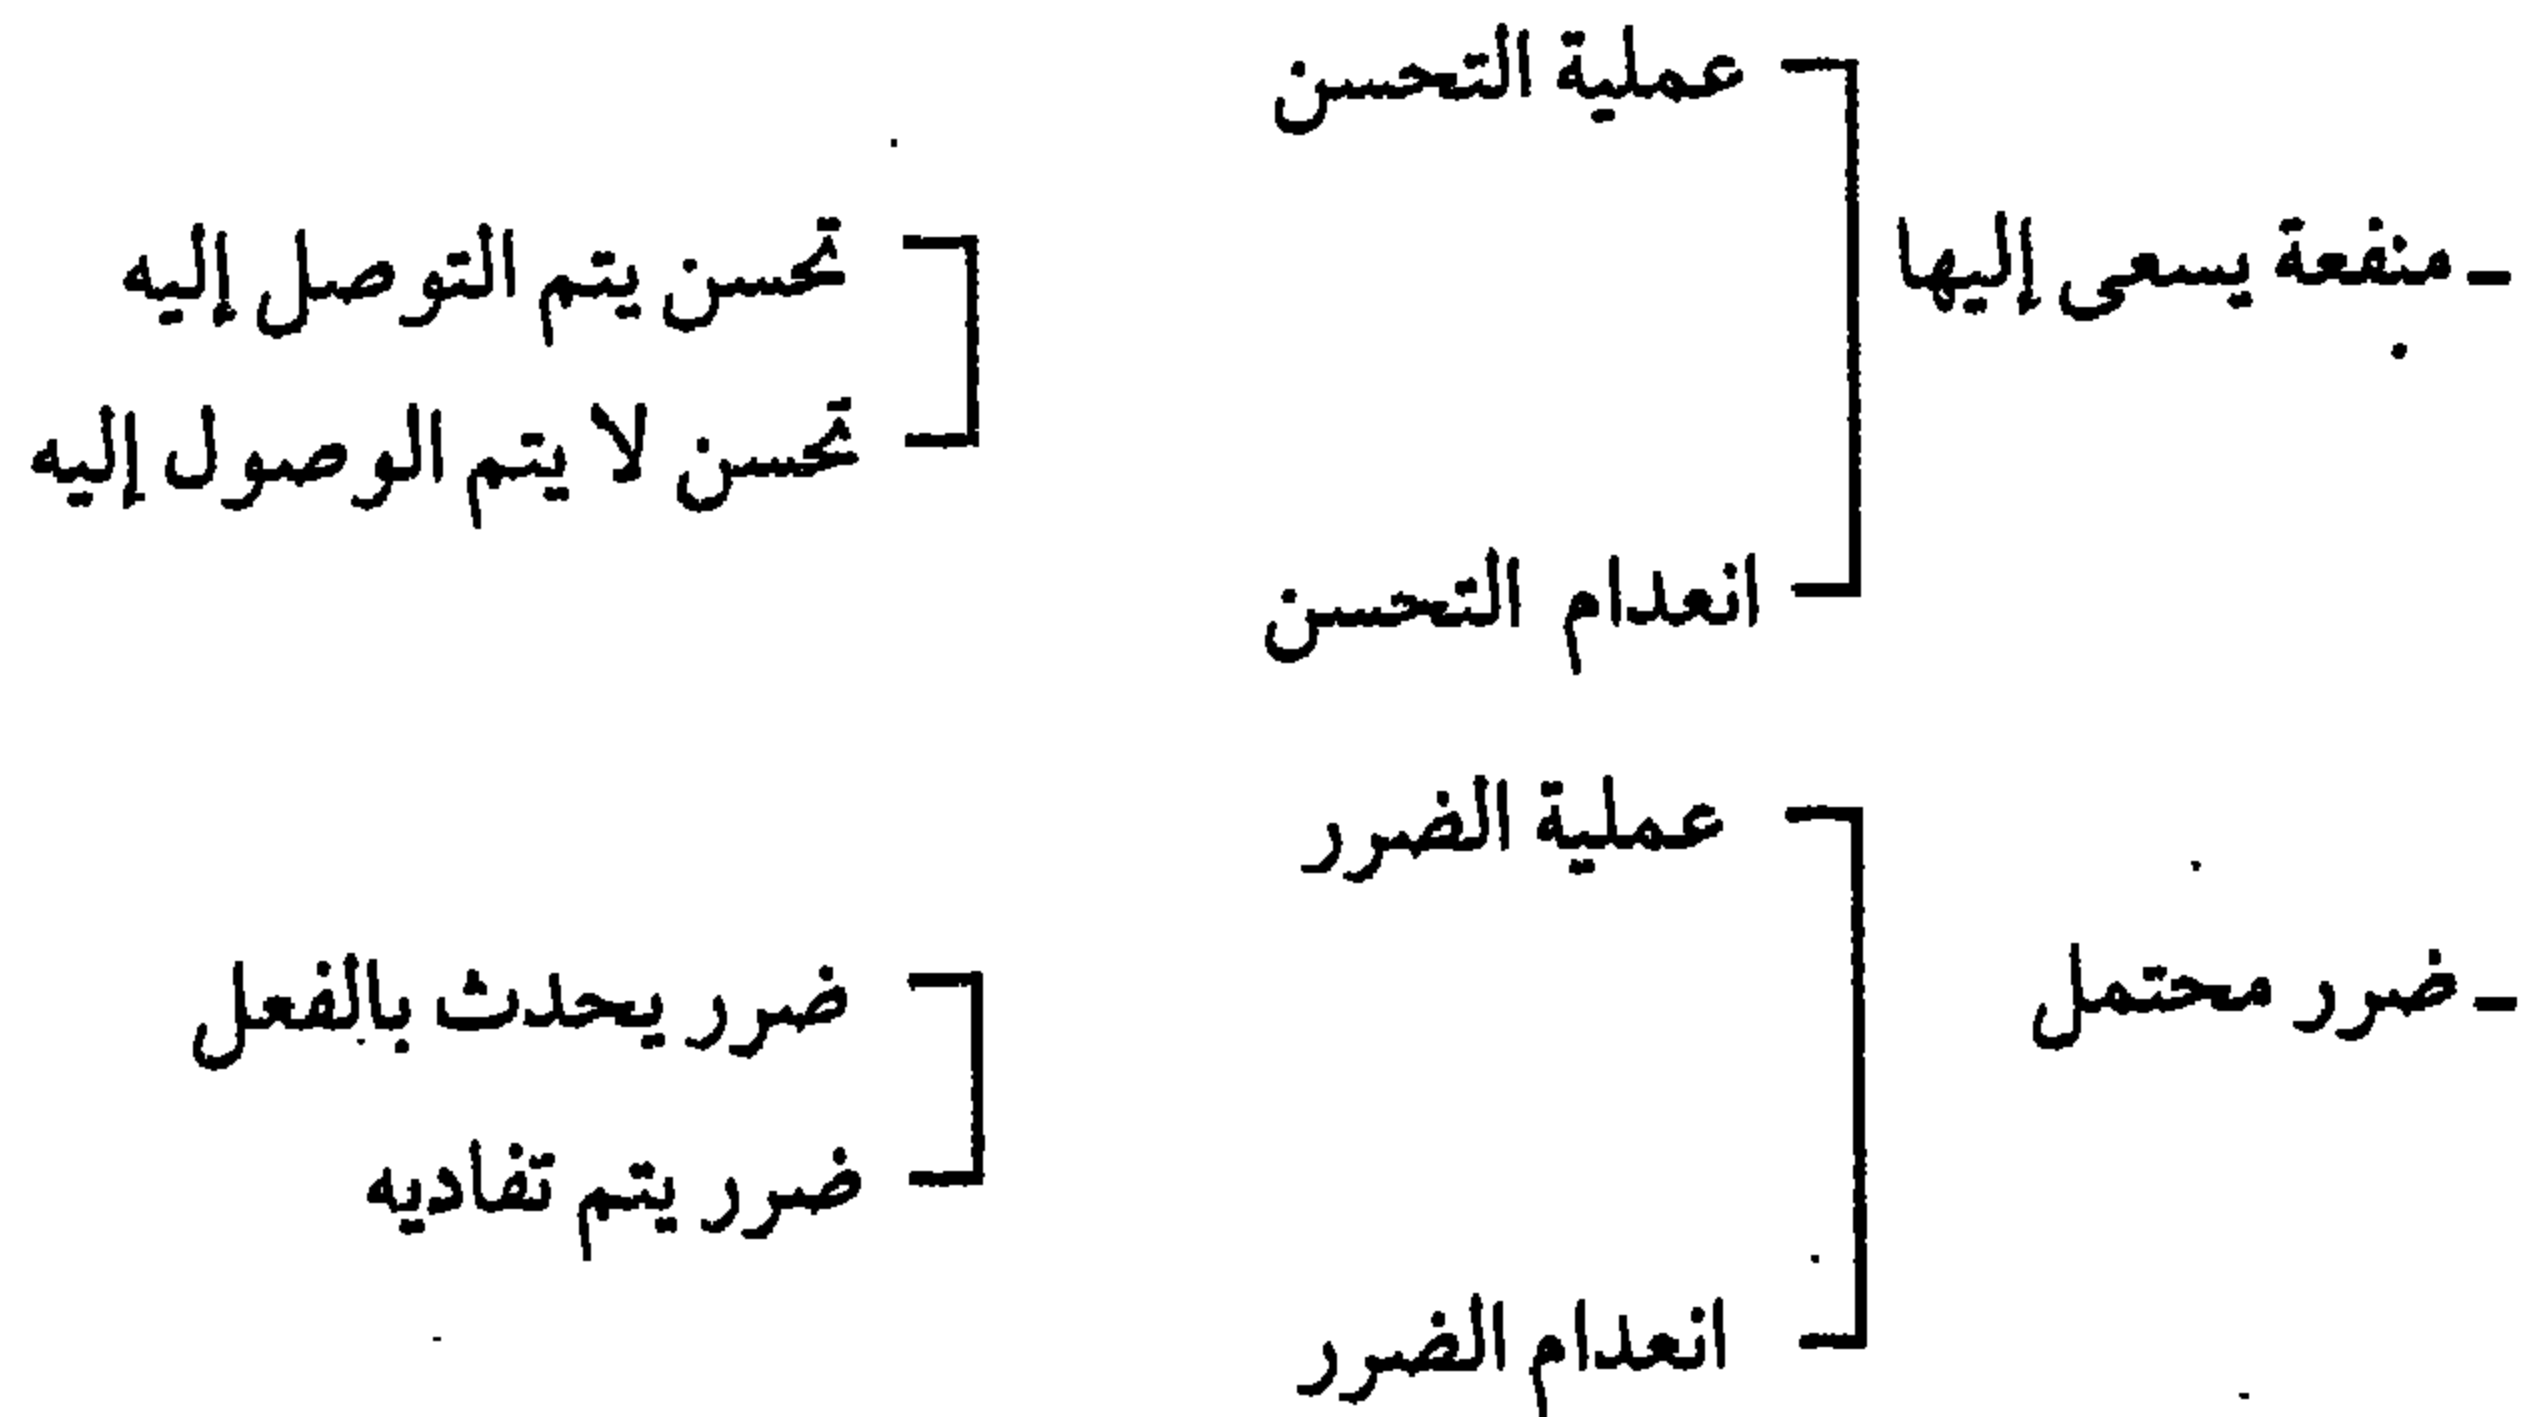 عملية التحسن
ـ منفعة يسعى إليها
تحسن يتم التوصل إليه
تحسن لا يتم الوصول إليه
انعدام التحسن
عملية الضرر
ـ ضرر محتمل
ضرر يحدث بالفعل
ضرر يتم تفاديه
انعدام الضرر